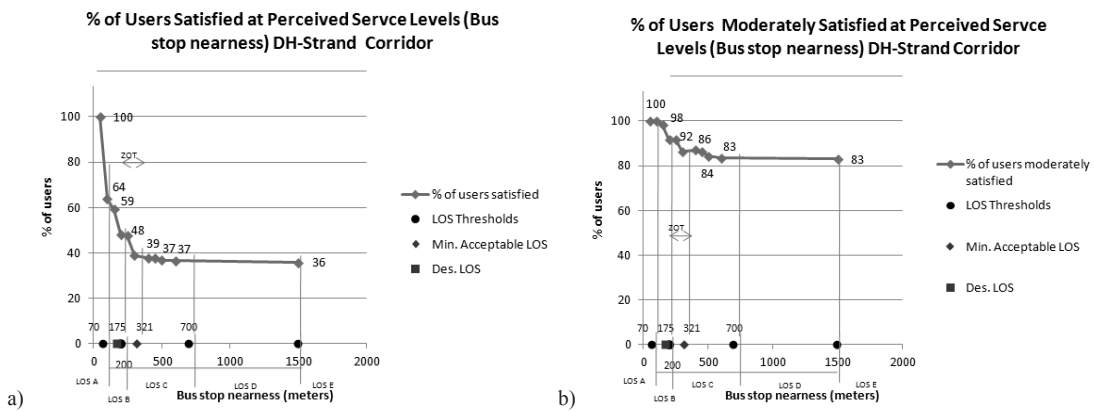 % of Users Satisfied at Perceived Servce Levels (Bus
stop nearness) DH-Strand Corridor
% of users
100
80
60
40
20
0
100
ZOT
64
59
48
39
37
37
36
70
175
321
700
200
0
500
1000
1500
2000
LOS A
LOS B
LOS C
LOS D
LOS E
Bus stop nearness (meters)
% of users satisfied
LOS Thresholds
Min. Acceptable LOS
Des. LOS
a)
% of Users Moderately Satisfied at Perceived Servce
Levels (Bus stop nearness) DH-Strand Corridor
% of users
100
80
60
40
20
0
100
98
92
86
84
83
83
ZOT
70
175
321
700
200
0
500
1000
1500
2000
LOS A
LOS B
LOS C
LOS D
LOS E
Bus stop nearness (meters)
% of users moderately
satisfied
LOS Thresholds
Min. Acceptable LOS
Des. LOS
b)